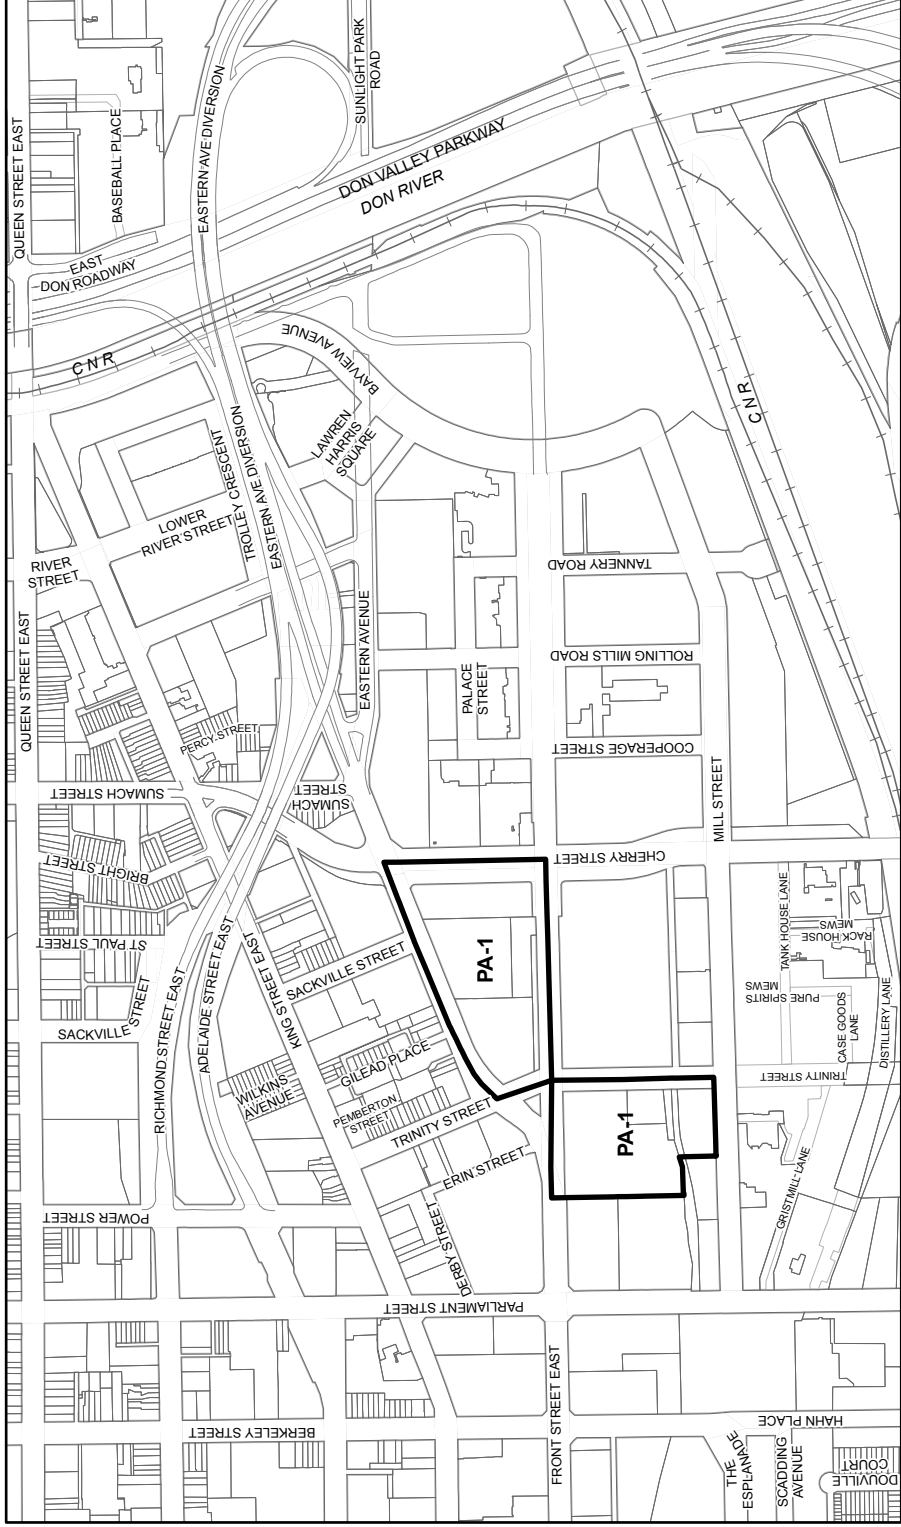 QUEEN STREET EAST
BASEBALL PLACE
SUNLIGHT PARK
ROAD
EASTERN AVE DIVERSION
DON VALLEY PARKWAY
DON RIVER
EAST
DON ROADWAY
C N R
BAYVIEW AVENUE
LAWREN
HARRIS
SQUARE
TROLLEY CRESCENT
EASTERN AVE DIVERSION
LOWER
RIVER STREET
RIVER
STREET
C N R
TANNERY ROAD
QUEEN STREET EAST
EASTERN AVENUE
PALACE
STREET
ROLLING MILLS ROAD
PERCY STREET
COOPERAGE STREET
SUMACH STREET
SUMACH
STREET
MILL STREET
BRIGHT STREET
CHERRY STREET
ST PAUL STREET
SACKVILLE STREET
RICHMOND STREET EAST
ADELAIDE STREET EAST
KING STREET EAST
SACKVILLE STREET
PA-1
TANK HOUSE LANE
RACK HOUSE
MEWS
PURE SPIRITS
MEWS
CASE GOODS
LANE
DISTILLERY LANE
WILKINS
AVENUE
GILEAD PLACE
PEMBERTON
STREET
TRINITY STREET
TRINITY STREET
ERIN STREET
PA-1
GRISTMILL LANE
POWER STREET
DERBY STREET
PARLIAMENT STREET
BERKELEY STREET
FRONT STREET EAST
HAHN PLACE
THE
ESPLANADE
SCADDING
AVENUE
DOUVILLE
COURT